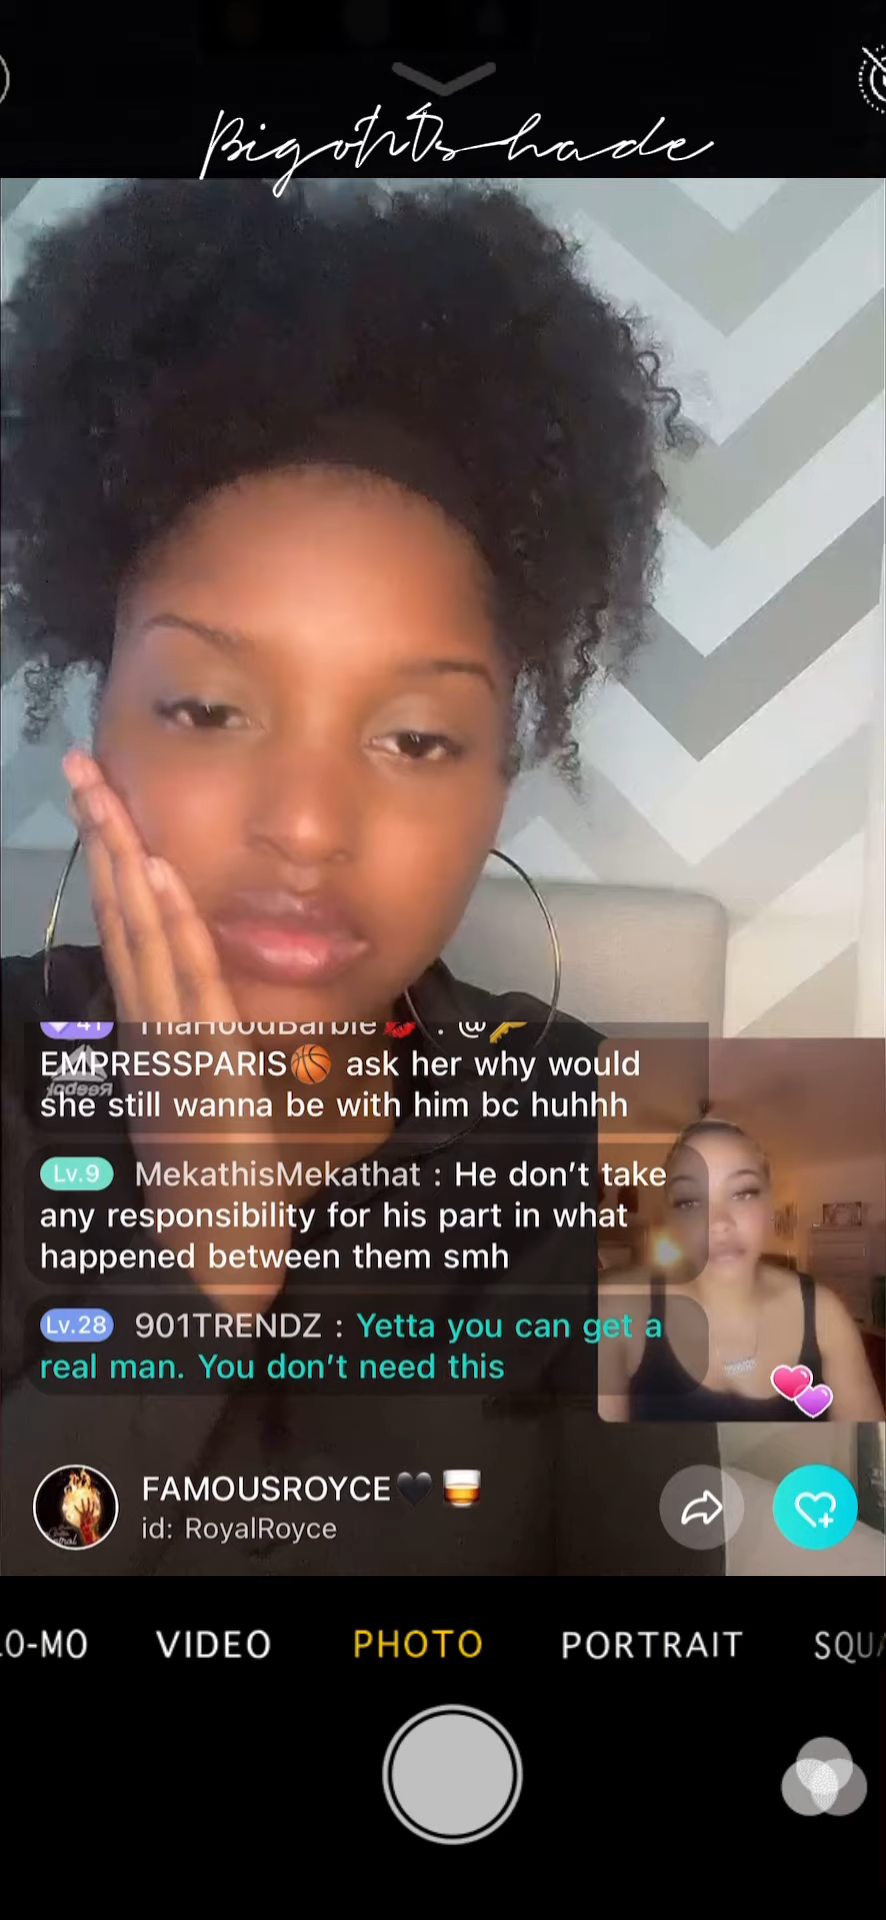 BigoHtShade
ThaHoodBarbie💋 : @🔫
EMPRESSPARIS🏀 ask her why would
she still wanna be with him bc huhhh
Lv.9 MekathisMekathat : He don’t take
any responsibility for his part in what
happened between them smh
Lv.28 901TRENDZ : Yetta you can get a
real man. You don’t need this
FAMOUSROYCE🖤🥃
id: RoyalRoyce
VIDEO PHOTO PORTRAIT